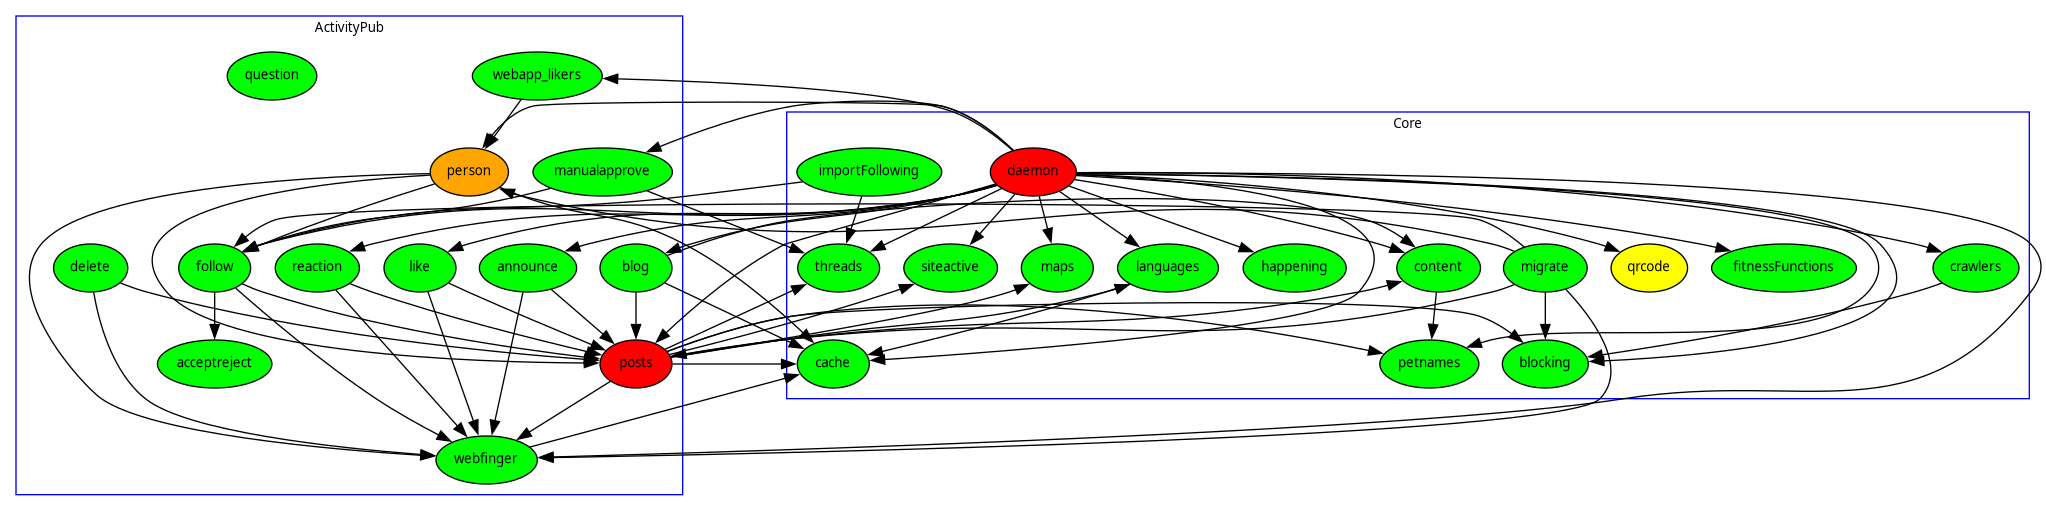 ActivityPub
question
webapp_likers
Core
person
manualapprove
importFollowing
daemon
delete
follow
reaction
like
announce
blog
threads
siteactive
maps
languages
happening
content
migrate
qrcode
fitnessFunctions
crawlers
acceptreject
posts
cache
petnames
blocking
webfinger